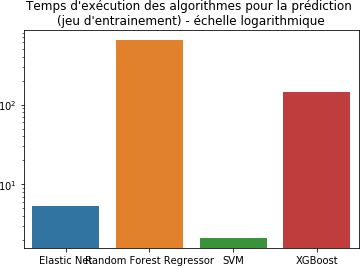 Temps d'exécution des algorithmes pour la prédiction
(jeu d'entrainement) - échelle logarithmique
10²
10¹
Elastic Net Random Forest Regressor SVM XGBoost